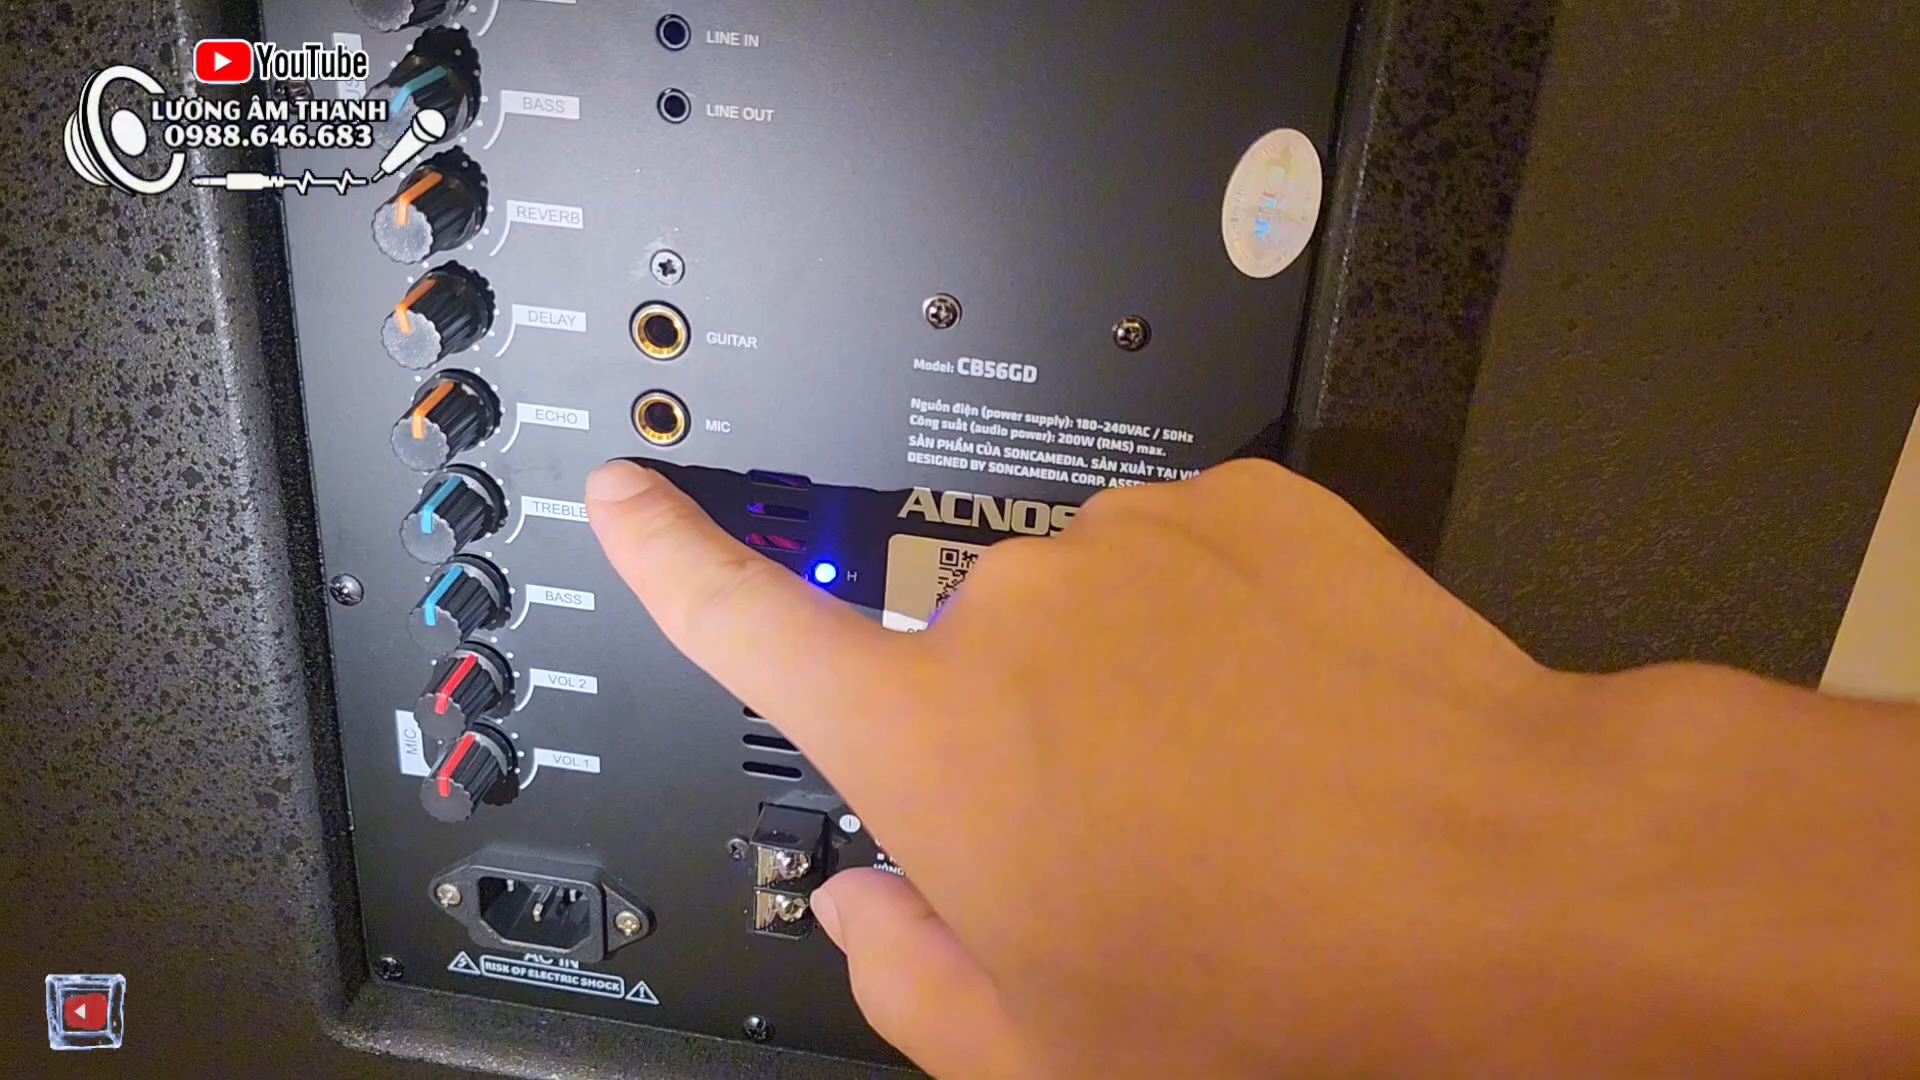 YouTube
LƯƠNG ÂM THANH
0988.646.683
LINE IN
LINE OUT
BASS
REVERB
DELAY
ECHO
TREBLE
BASS
VOL 2
VOL 1
MIC
GUITAR
MIC
Model: CB56GD
Nguồn điện (power supply): 180-240VAC / 50Hz
Công suất (audio power): 200W (RMS) max.
SẢN PHẨM CỦA SONCAMEDIA. SẢN XUẤT TẠI
DESIGNED BY SONCAMEDIA CORP.
ACNOS
H
AC IN
RISK OF ELECTRIC SHOCK